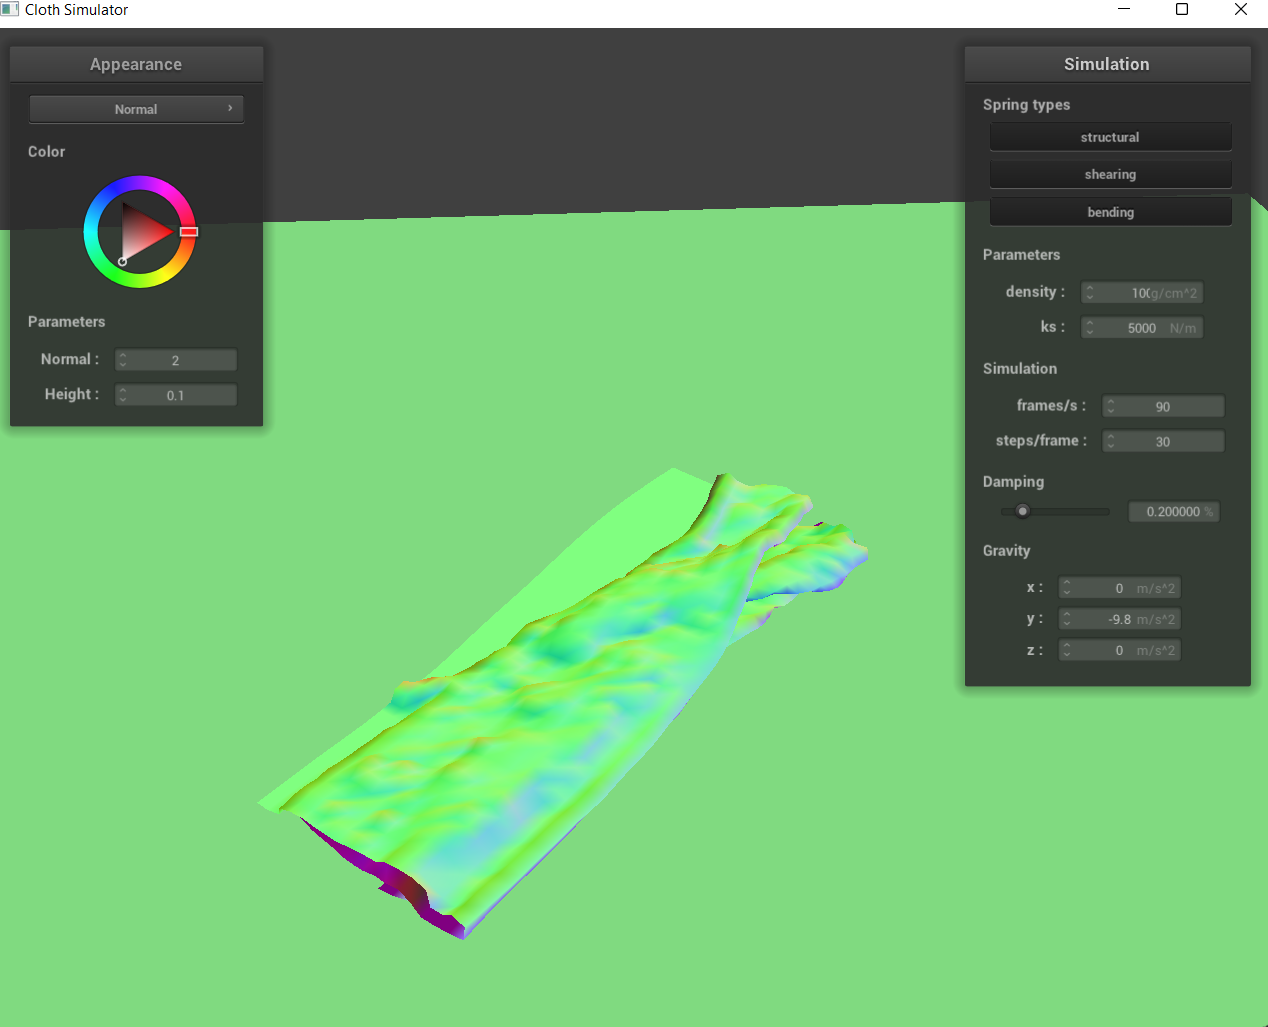 Cloth Simulator
Appearance
Normal
Color
Parameters
Normal : 2
Height : 0.1
Simulation
Spring types
structural
shearing
bending
Parameters
density : 100 g/cm^2
ks : 5000 N/m
Simulation
frames/s : 90
steps/frame : 30
Damping
0.200000 %
Gravity
x : 0 m/s^2
y : -9.8 m/s^2
z : 0 m/s^2